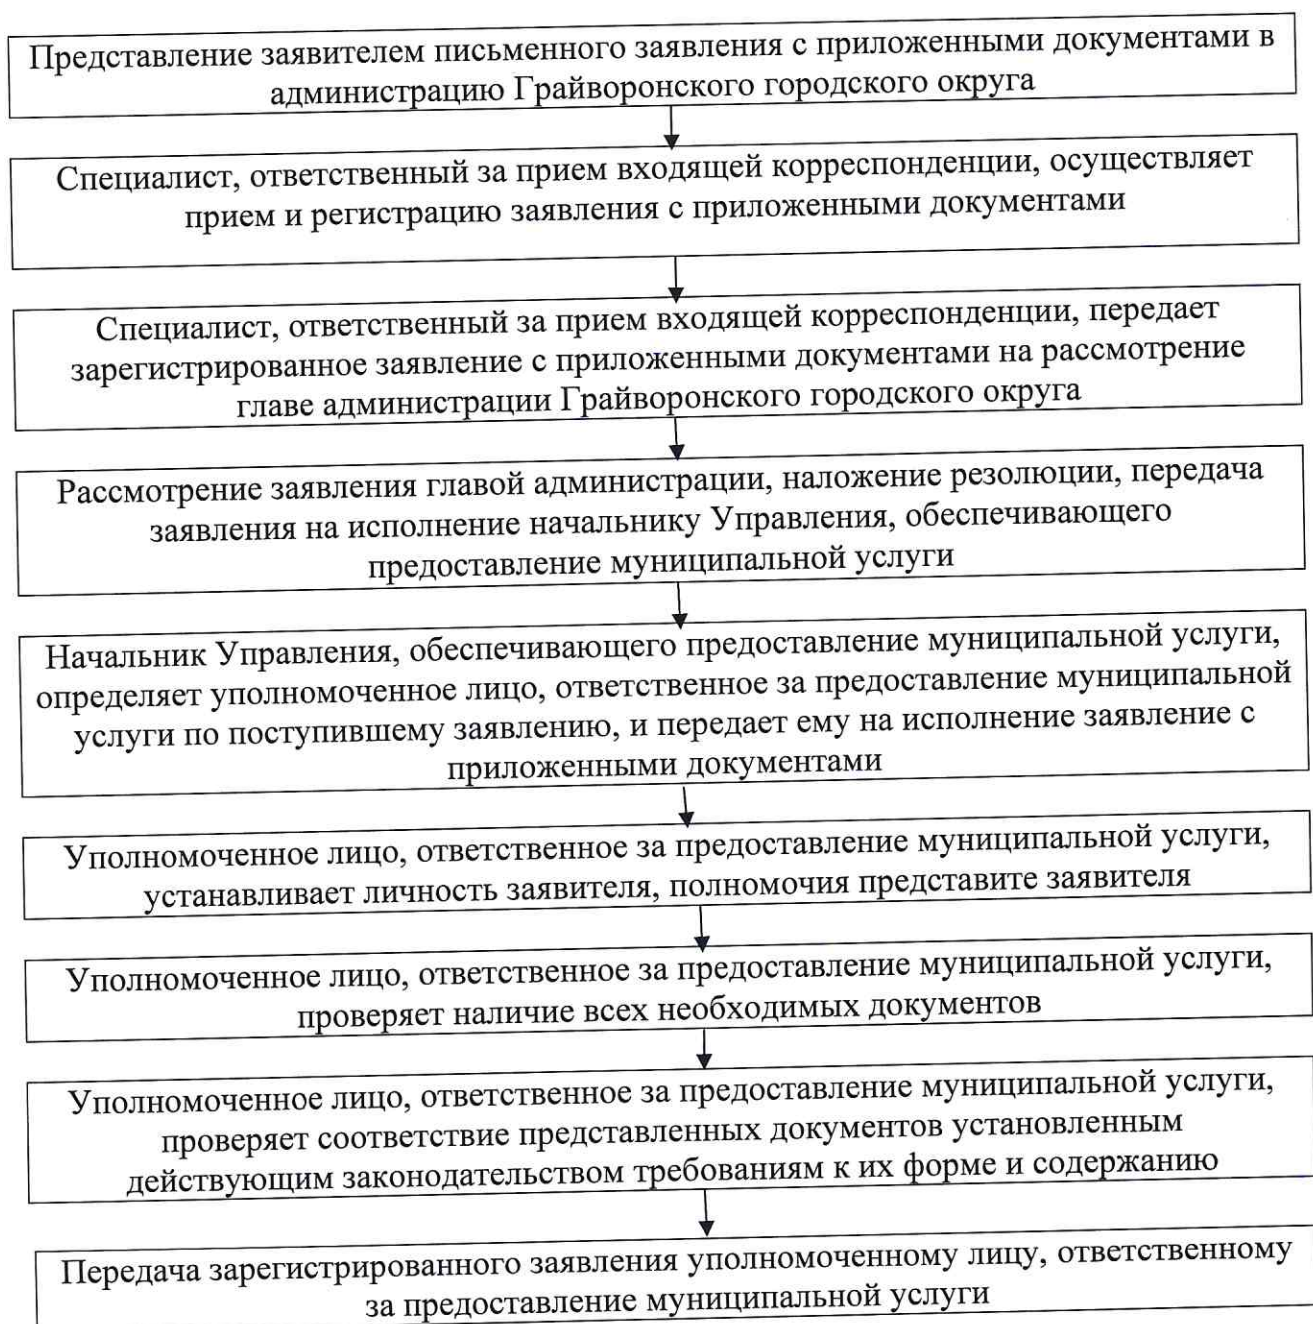 Представление заявителем письменного заявления с приложенными документами в
администрацию Грайворонского городского округа
Специалист, ответственный за прием входящей корреспонденции, осуществляет
прием и регистрацию заявления с приложенными документами
Специалист, ответственный за прием входящей корреспонденции, передает
зарегистрированное заявление с приложенными документами на рассмотрение
главе администрации Грайворонского городского округа
Рассмотрение заявления главой администрации, наложение резолюции, передача
заявления на исполнение начальнику Управления, обеспечивающего
предоставление муниципальной услуги
Начальник Управления, обеспечивающего предоставление муниципальной услуги,
определяет уполномоченное лицо, ответственное за предоставление муниципальной
услуги по поступившему заявлению, и передает ему на исполнение заявление с
приложенными документами
Уполномоченное лицо, ответственное за предоставление муниципальной услуги,
устанавливает личность заявителя, полномочия представите заявителя
Уполномоченное лицо, ответственное за предоставление муниципальной услуги,
проверяет наличие всех необходимых документов
Уполномоченное лицо, ответственное за предоставление муниципальной услуги,
проверяет соответствие представленных документов установленным
действующим законодательством требованиям к их форме и содержанию
Передача зарегистрированного заявления уполномоченному лицу, ответственному
за предоставление муниципальной услуги